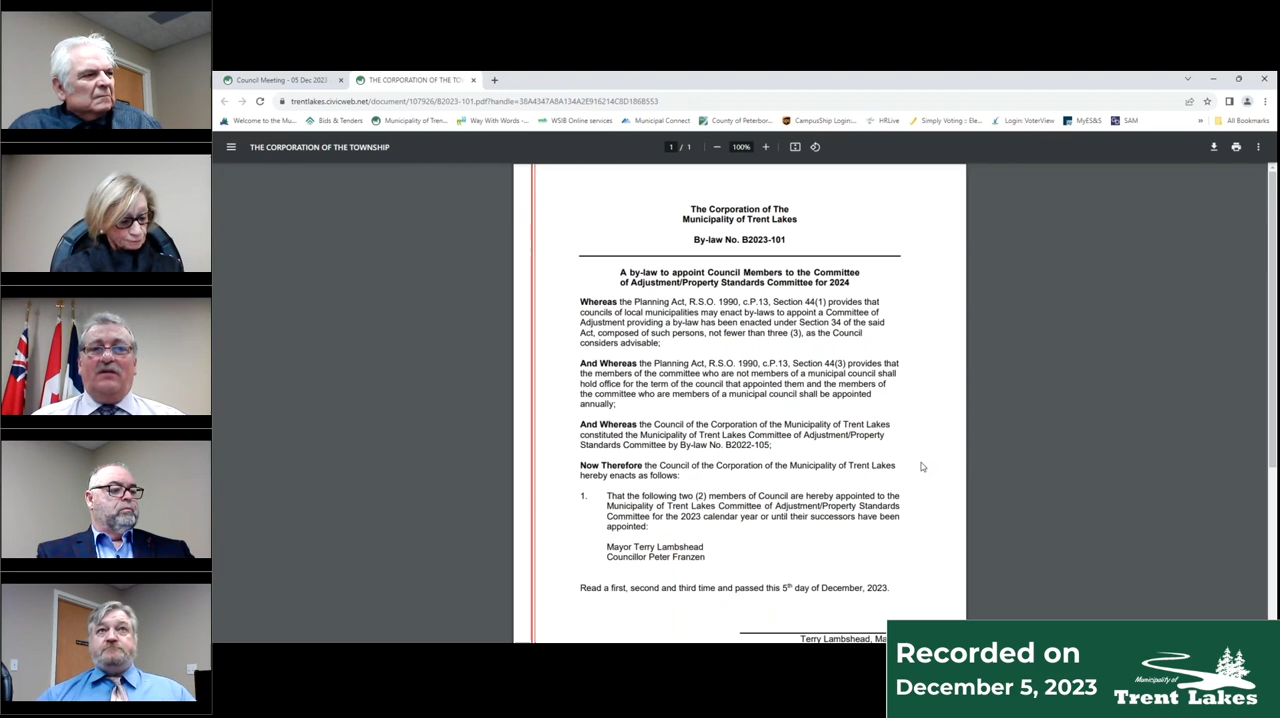 Council Meeting - 05 Dec 2023
THE CORPORATION OF THE TO
trentlakes.civicweb.net/document/107926/B2023-101.pdf?handle=38A4347A8A134A2E916214C8D186B553
Welcome to the Mu... Bids & Tenders Municipality of Tren... Way With Words -... WSIB Online services Municipal Connect County of Peterbor... CampusShip Login:... HRLive Simply Voting :: Ele... Login: VoterView MyES&S SAM » All Bookmarks
THE CORPORATION OF THE TOWNSHIP 1 / 1 100%
The Corporation of The
Municipality of Trent Lakes
By-law No. B2023-101
A by-law to appoint Council Members to the Committee
of Adjustment/Property Standards Committee for 2024
Whereas the Planning Act, R.S.O. 1990, c.P.13, Section 44(1) provides that
councils of local municipalities may enact by-laws to appoint a Committee of
Adjustment providing a by-law has been enacted under Section 34 of the said
Act, composed of such persons, not fewer than three (3), as the Council
considers advisable;
And Whereas the Planning Act, R.S.O. 1990, c.P.13, Section 44(3) provides that
the members of the committee who are not members of a municipal council shall
hold office for the term of the council that appointed them and the members of
the committee who are members of a municipal council shall be appointed
annually;
And Whereas the Council of the Corporation of the Municipality of Trent Lakes
constituted the Municipality of Trent Lakes Committee of Adjustment/Property
Standards Committee by By-law No. B2022-105;
Now Therefore the Council of the Corporation of the Municipality of Trent Lakes
hereby enacts as follows:
1. That the following two (2) members of Council are hereby appointed to the
Municipality of Trent Lakes Committee of Adjustment/Property Standards
Committee for the 2023 calendar year or until their successors have been
appointed:
Mayor Terry Lambshead
Councillor Peter Franzen
Read a first, second and third time and passed this 5th day of December, 2023.
Terry Lambshead, Ma
Recorded on
December 5, 2023
Municipality of
Trent Lakes